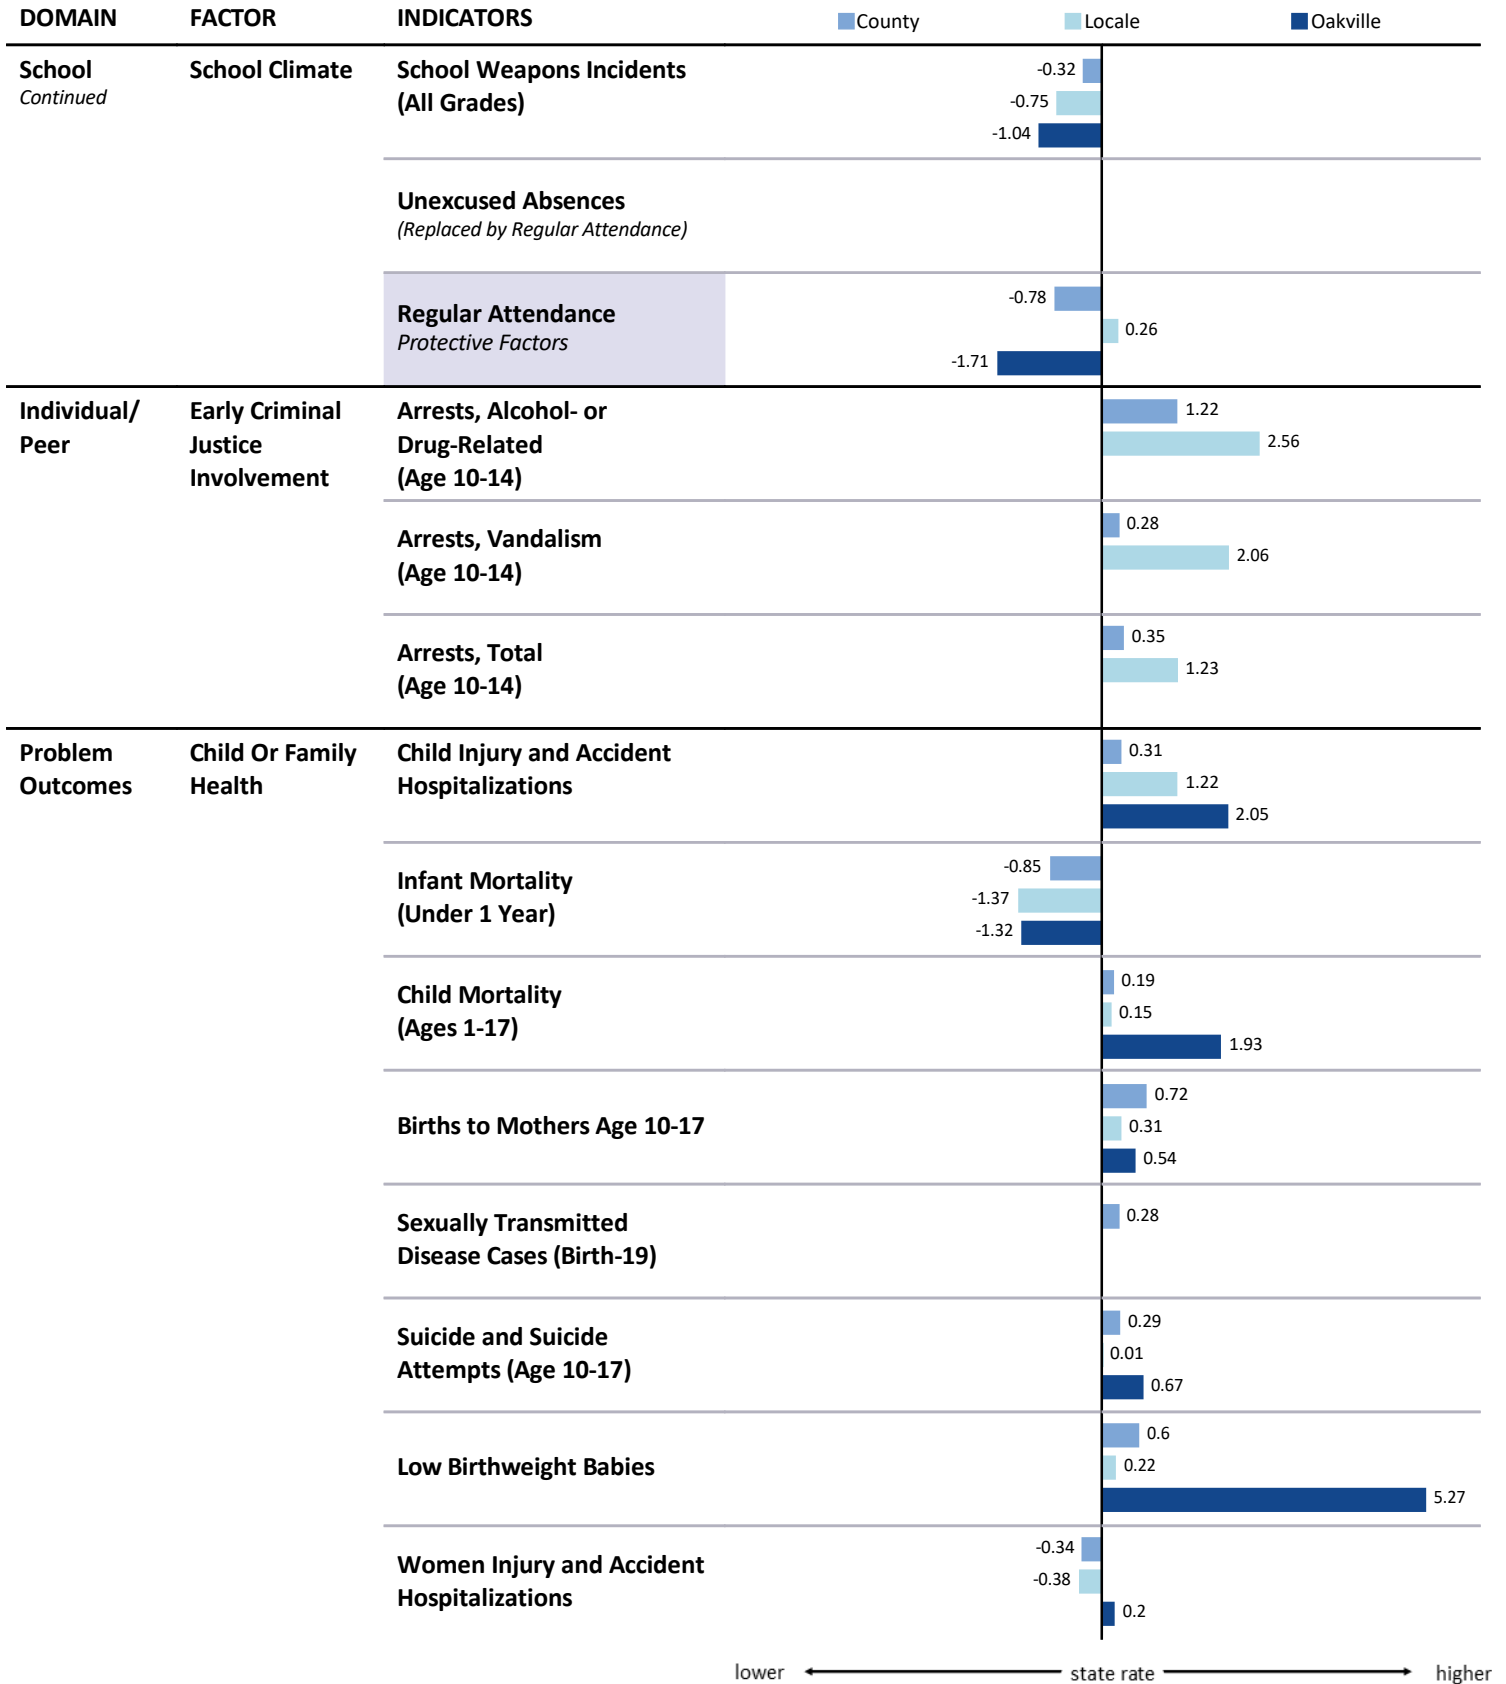 DOMAIN FACTOR INDICATORS County Locale Oakville
School School Climate School Weapons Incidents
Continued (All Grades)
-0.32
-0.75
-1.04
Unexcused Absences
(Replaced by Regular Attendance)
Regular Attendance
Protective Factors
-0.78
0.26
-1.71
Individual/ Early Criminal Arrests, Alcohol- or
Peer Justice Drug-Related
Involvement (Age 10-14)
1.22
2.56
Arrests, Vandalism
(Age 10-14)
0.28
2.06
Arrests, Total
(Age 10-14)
0.35
1.23
Problem Child Or Family Child Injury and Accident
Outcomes Health Hospitalizations
0.31
1.22
2.05
Infant Mortality
(Under 1 Year)
-0.85
-1.37
-1.32
Child Mortality
(Ages 1-17)
0.19
0.15
1.93
Births to Mothers Age 10-17
0.72
0.31
0.54
Sexually Transmitted
Disease Cases (Birth-19)
0.28
Suicide and Suicide
Attempts (Age 10-17)
0.29
0.01
0.67
Low Birthweight Babies
0.6
0.22
5.27
Women Injury and Accident
Hospitalizations
-0.34
-0.38
0.2
lower state rate higher